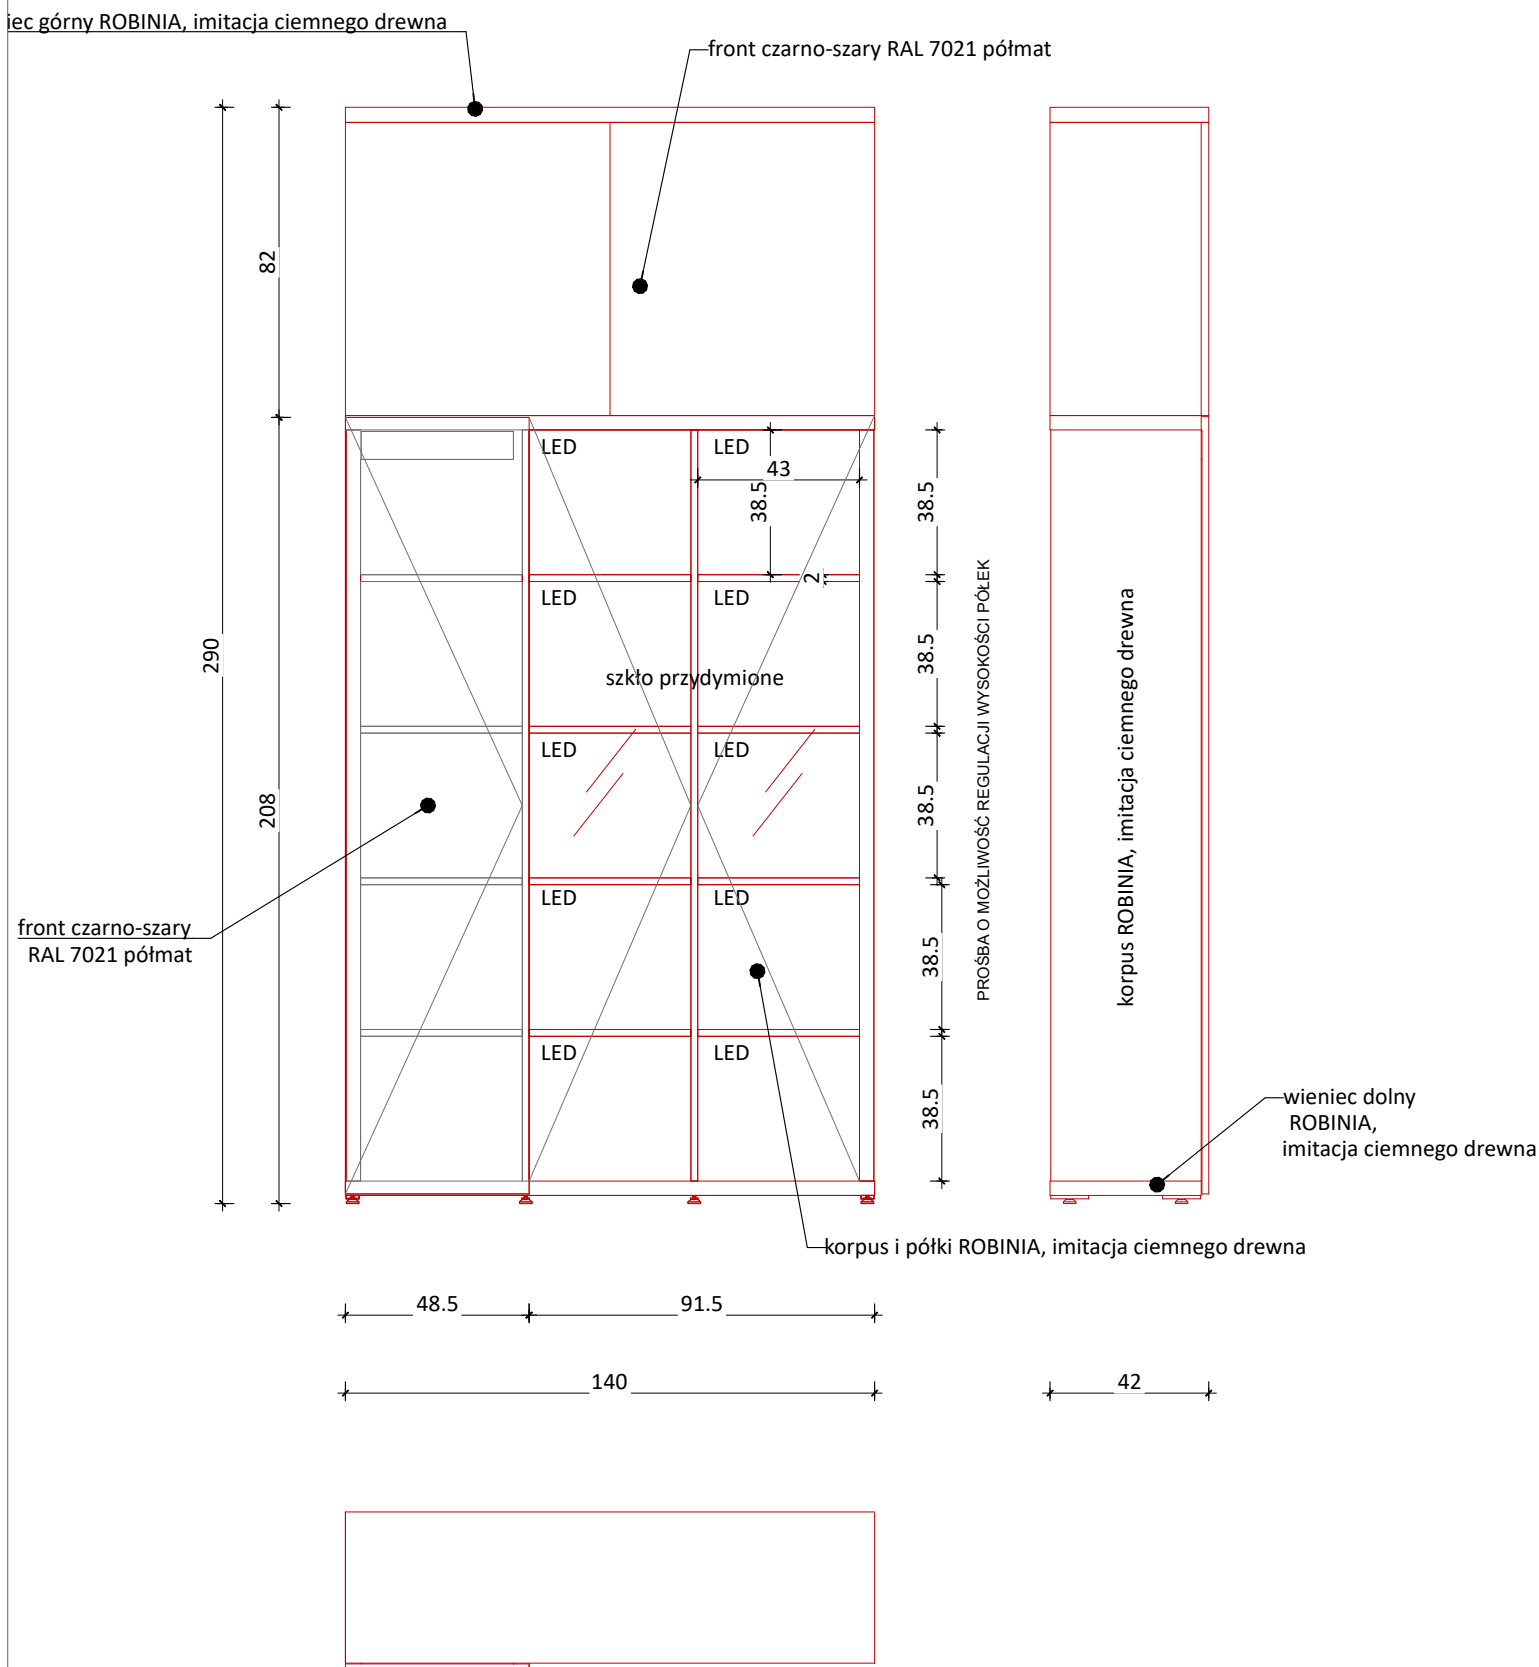 iec górny ROBINIA, imitacja ciemnego drewna
front czarno-szary RAL 7021 półmat
82
290
208
LED
LED
43
38.5
38.5
2
LED
LED
38.5
szkło przydymione
LED
LED
38.5
LED
LED
38.5
LED
LED
38.5
PROŚBA O MOŻLIWOŚĆ REGULACJI WYSOKOŚCI PÓŁEK
korpus ROBINIA, imitacja ciemnego drewna
front czarno-szary
RAL 7021 półmat
wieniec dolny
ROBINIA,
imitacja ciemnego drewna
korpus i półki ROBINIA, imitacja ciemnego drewna
48.5
91.5
140
42